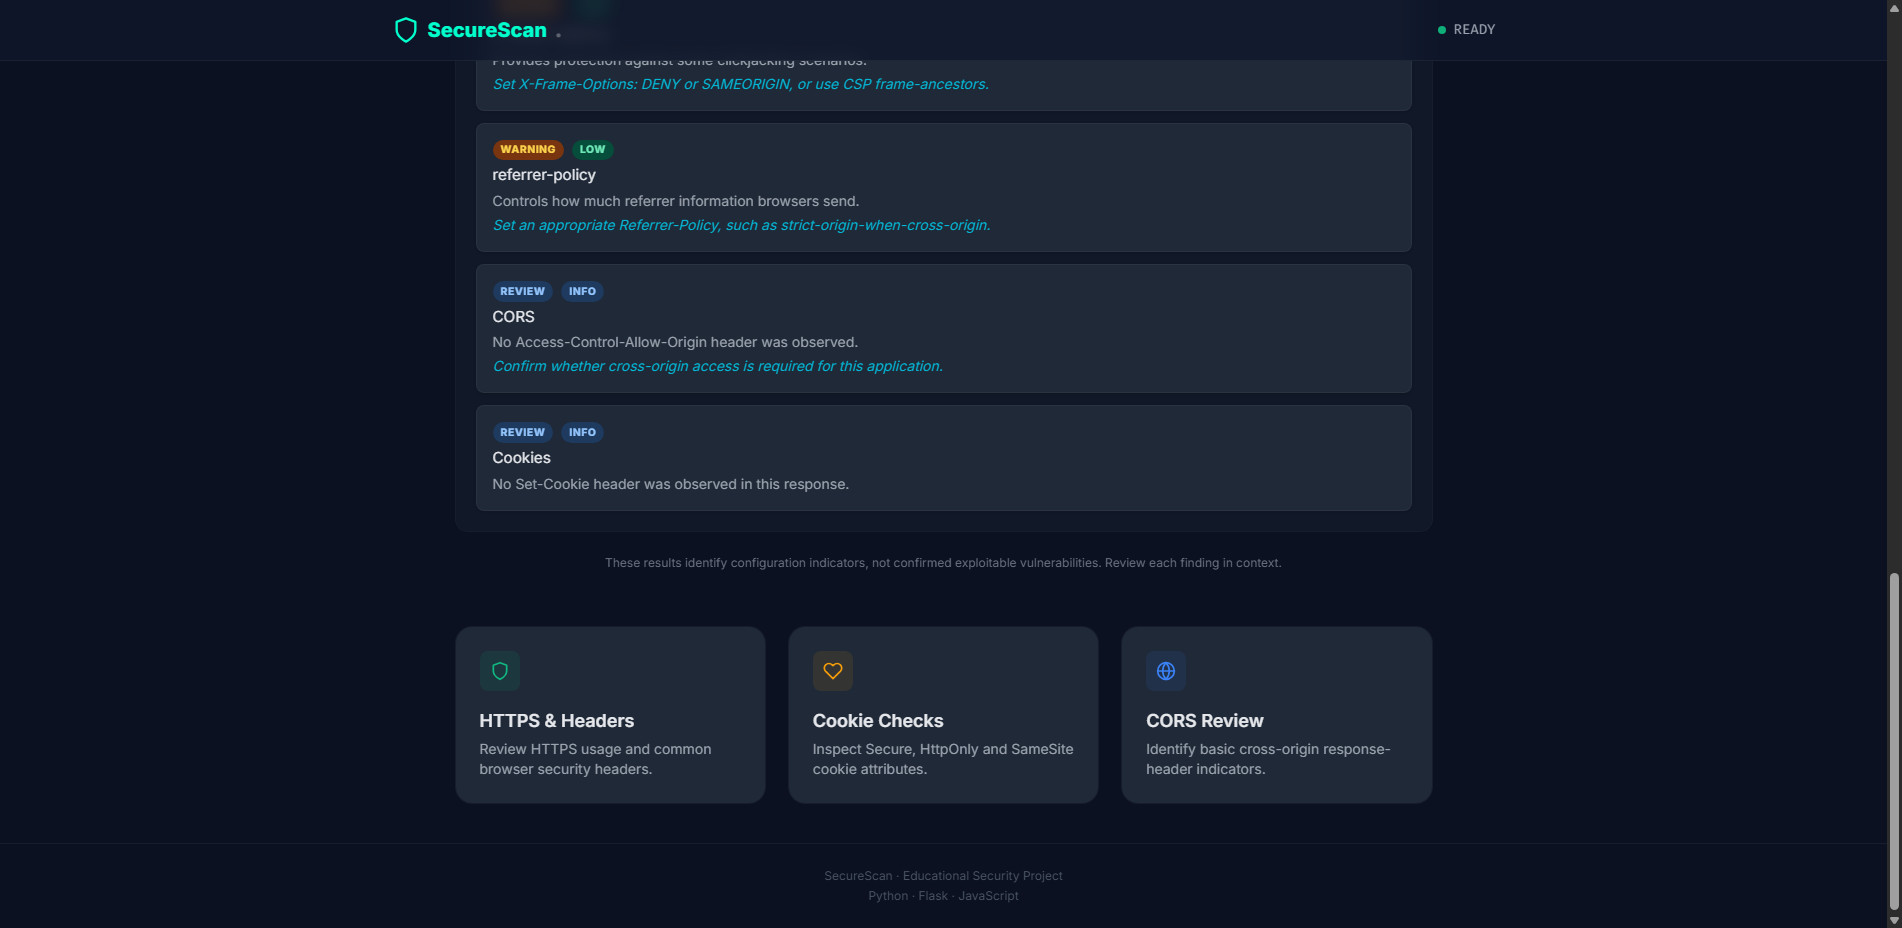 SecureScan .
READY
Provides protection against some clickjacking scenarios.
Set X-Frame-Options: DENY or SAMEORIGIN, or use CSP frame-ancestors.
WARNING LOW
referrer-policy
Controls how much referrer information browsers send.
Set an appropriate Referrer-Policy, such as strict-origin-when-cross-origin.
REVIEW INFO
CORS
No Access-Control-Allow-Origin header was observed.
Confirm whether cross-origin access is required for this application.
REVIEW INFO
Cookies
No Set-Cookie header was observed in this response.
These results identify configuration indicators, not confirmed exploitable vulnerabilities. Review each finding in context.
HTTPS & Headers
Review HTTPS usage and common
browser security headers.
Cookie Checks
Inspect Secure, HttpOnly and SameSite
cookie attributes.
CORS Review
Identify basic cross-origin response-
header indicators.
SecureScan · Educational Security Project
Python · Flask · JavaScript